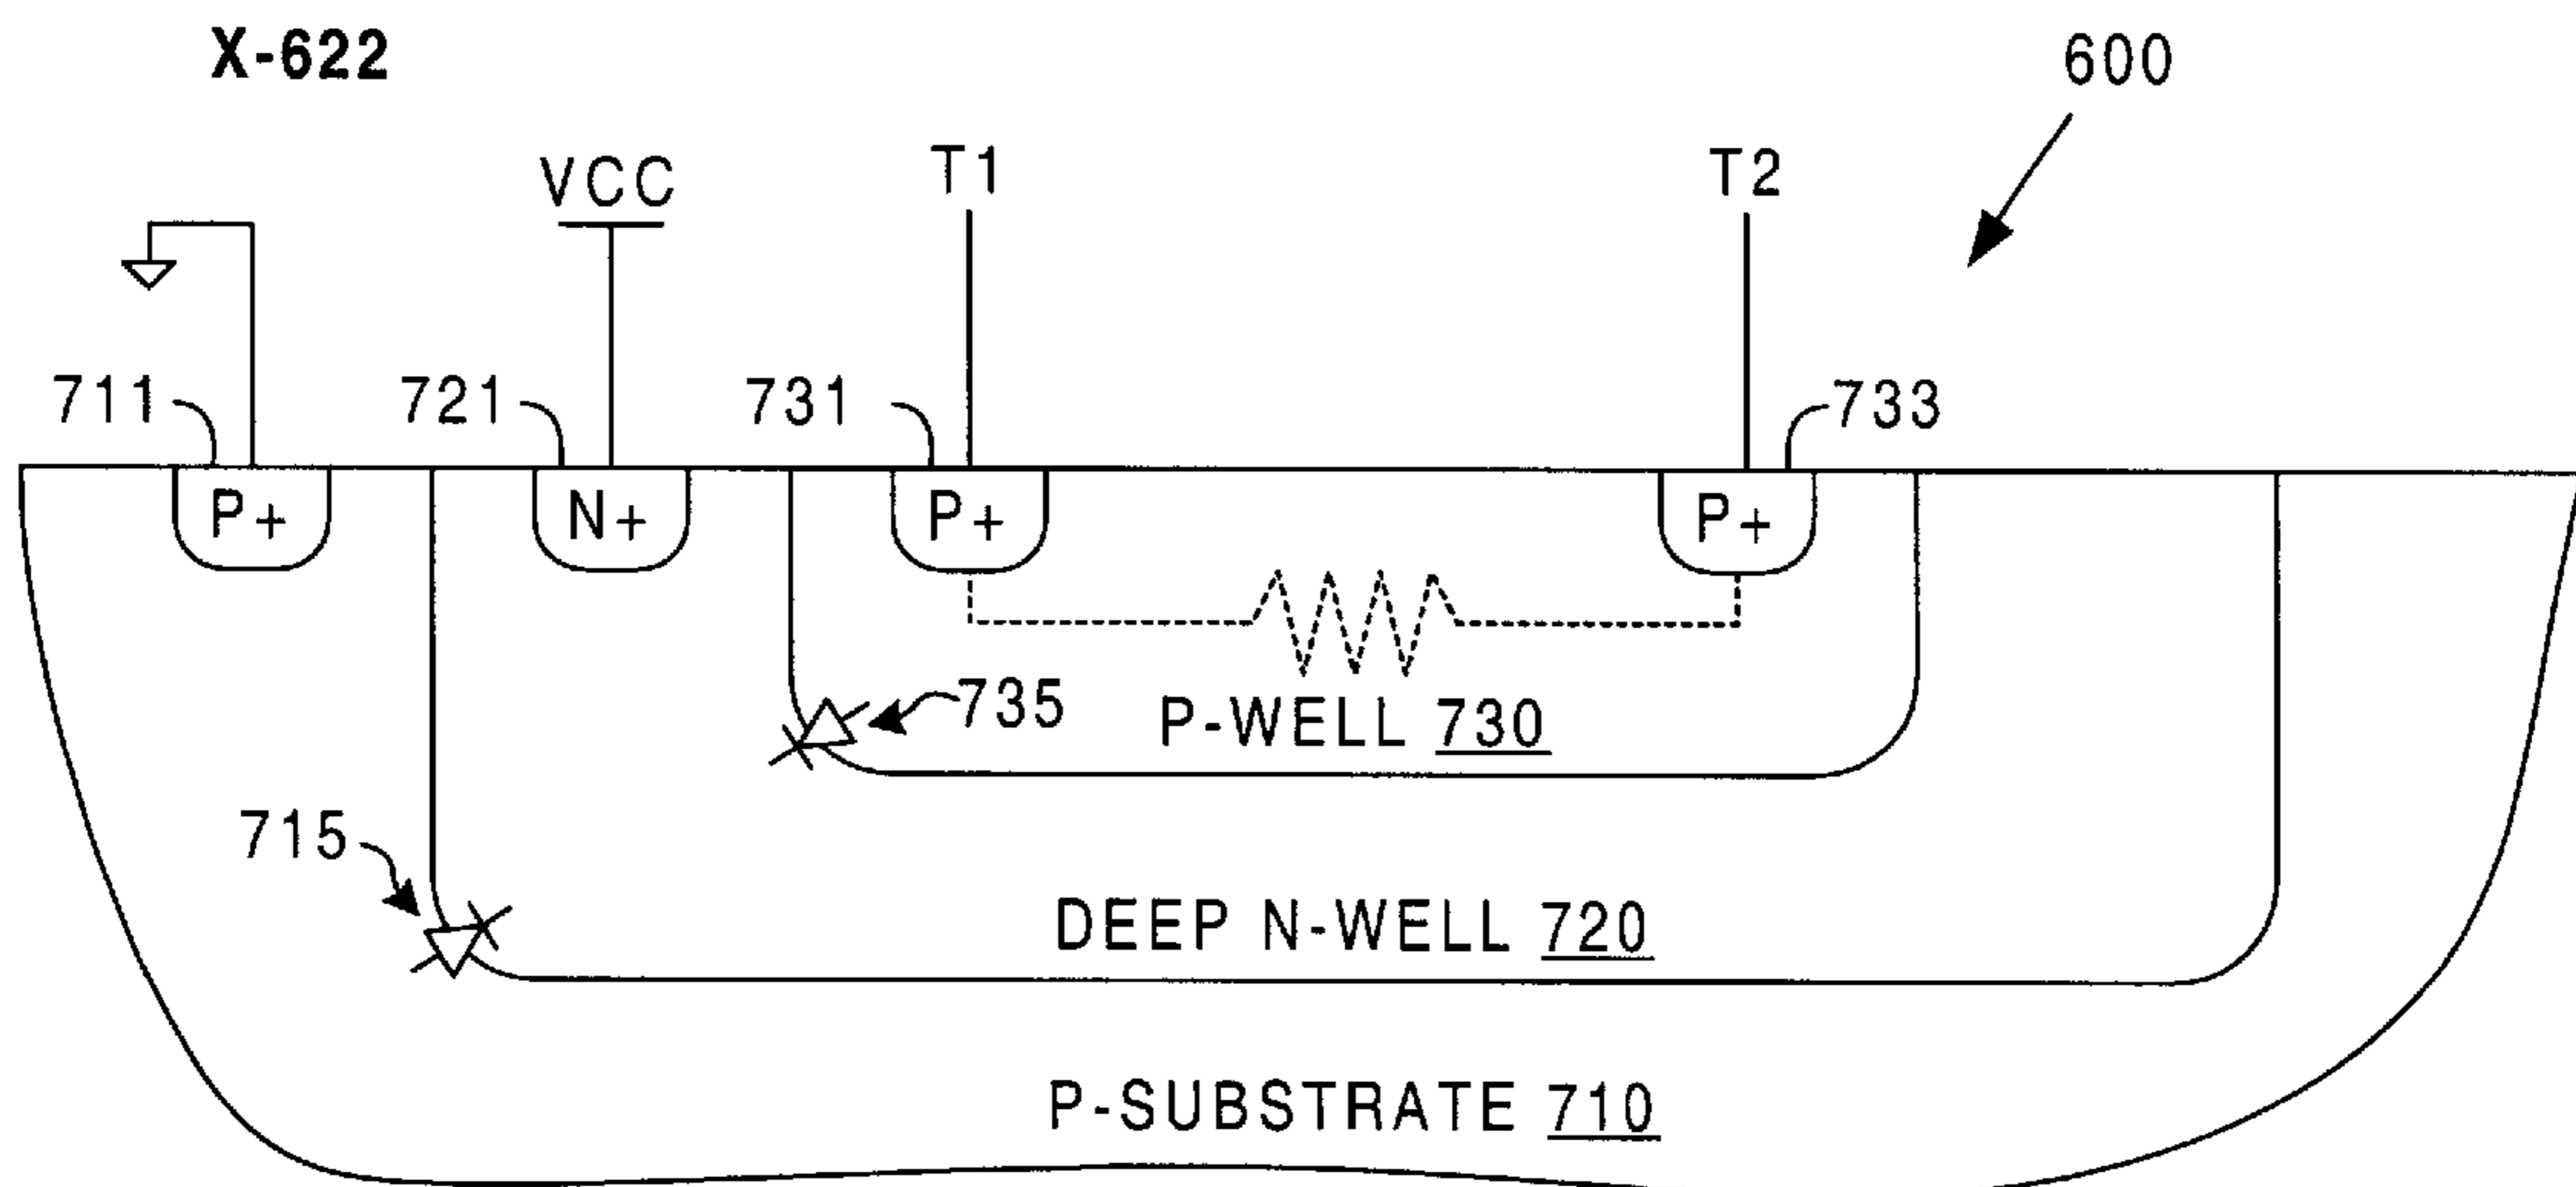 X-622
600
VCC
T1
T2
711
721
731
733
P+
N+
P+
P+
735
P-WELL 730
715
DEEP N-WELL 720
P-SUBSTRATE 710